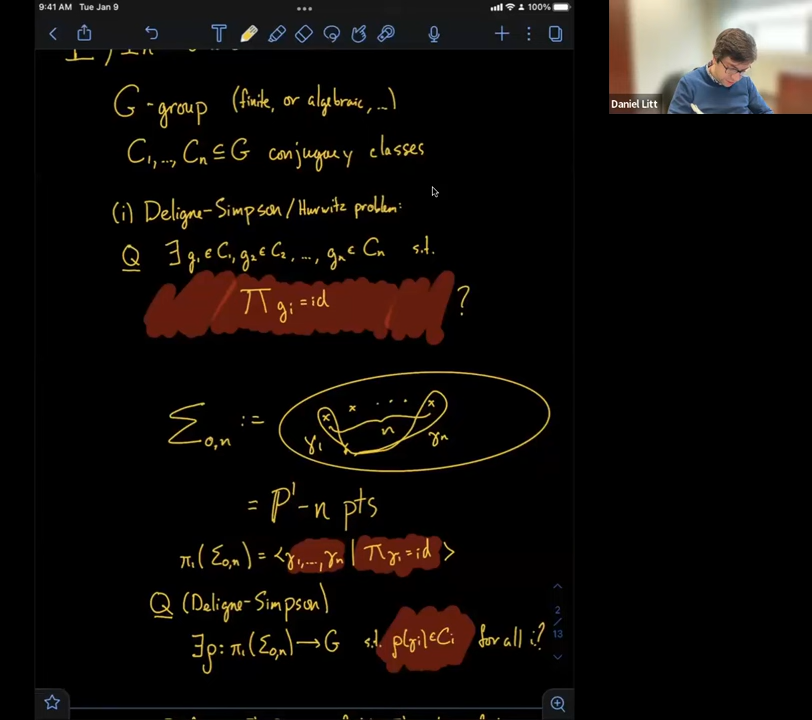 9:41 AM Tue Jan 9
100%
G-group (finite, or algebraic, ...)
C₁, ..., Cₙ ⊆ G conjugacy classes
(i) Deligne-Simpson/Hurwitz problem:
Q ∃ g₁ ∈ C₁, g₂ ∈ C₂, ..., gₙ ∈ Cₙ s.t.
∏ gᵢ = id ?
Σ₀,ₙ :=
x x ... x
n
γ₁ γₙ
= P¹ - n pts
π₁(Σ₀,ₙ) = <γ₁, ..., γₙ | ∏ γᵢ = id >
Q (Deligne-Simpson)
∃ρ: π₁(Σ₀,ₙ) → G s.t. ρ(γᵢ) ∈ Cᵢ for all i?
2
/
13
Daniel Litt